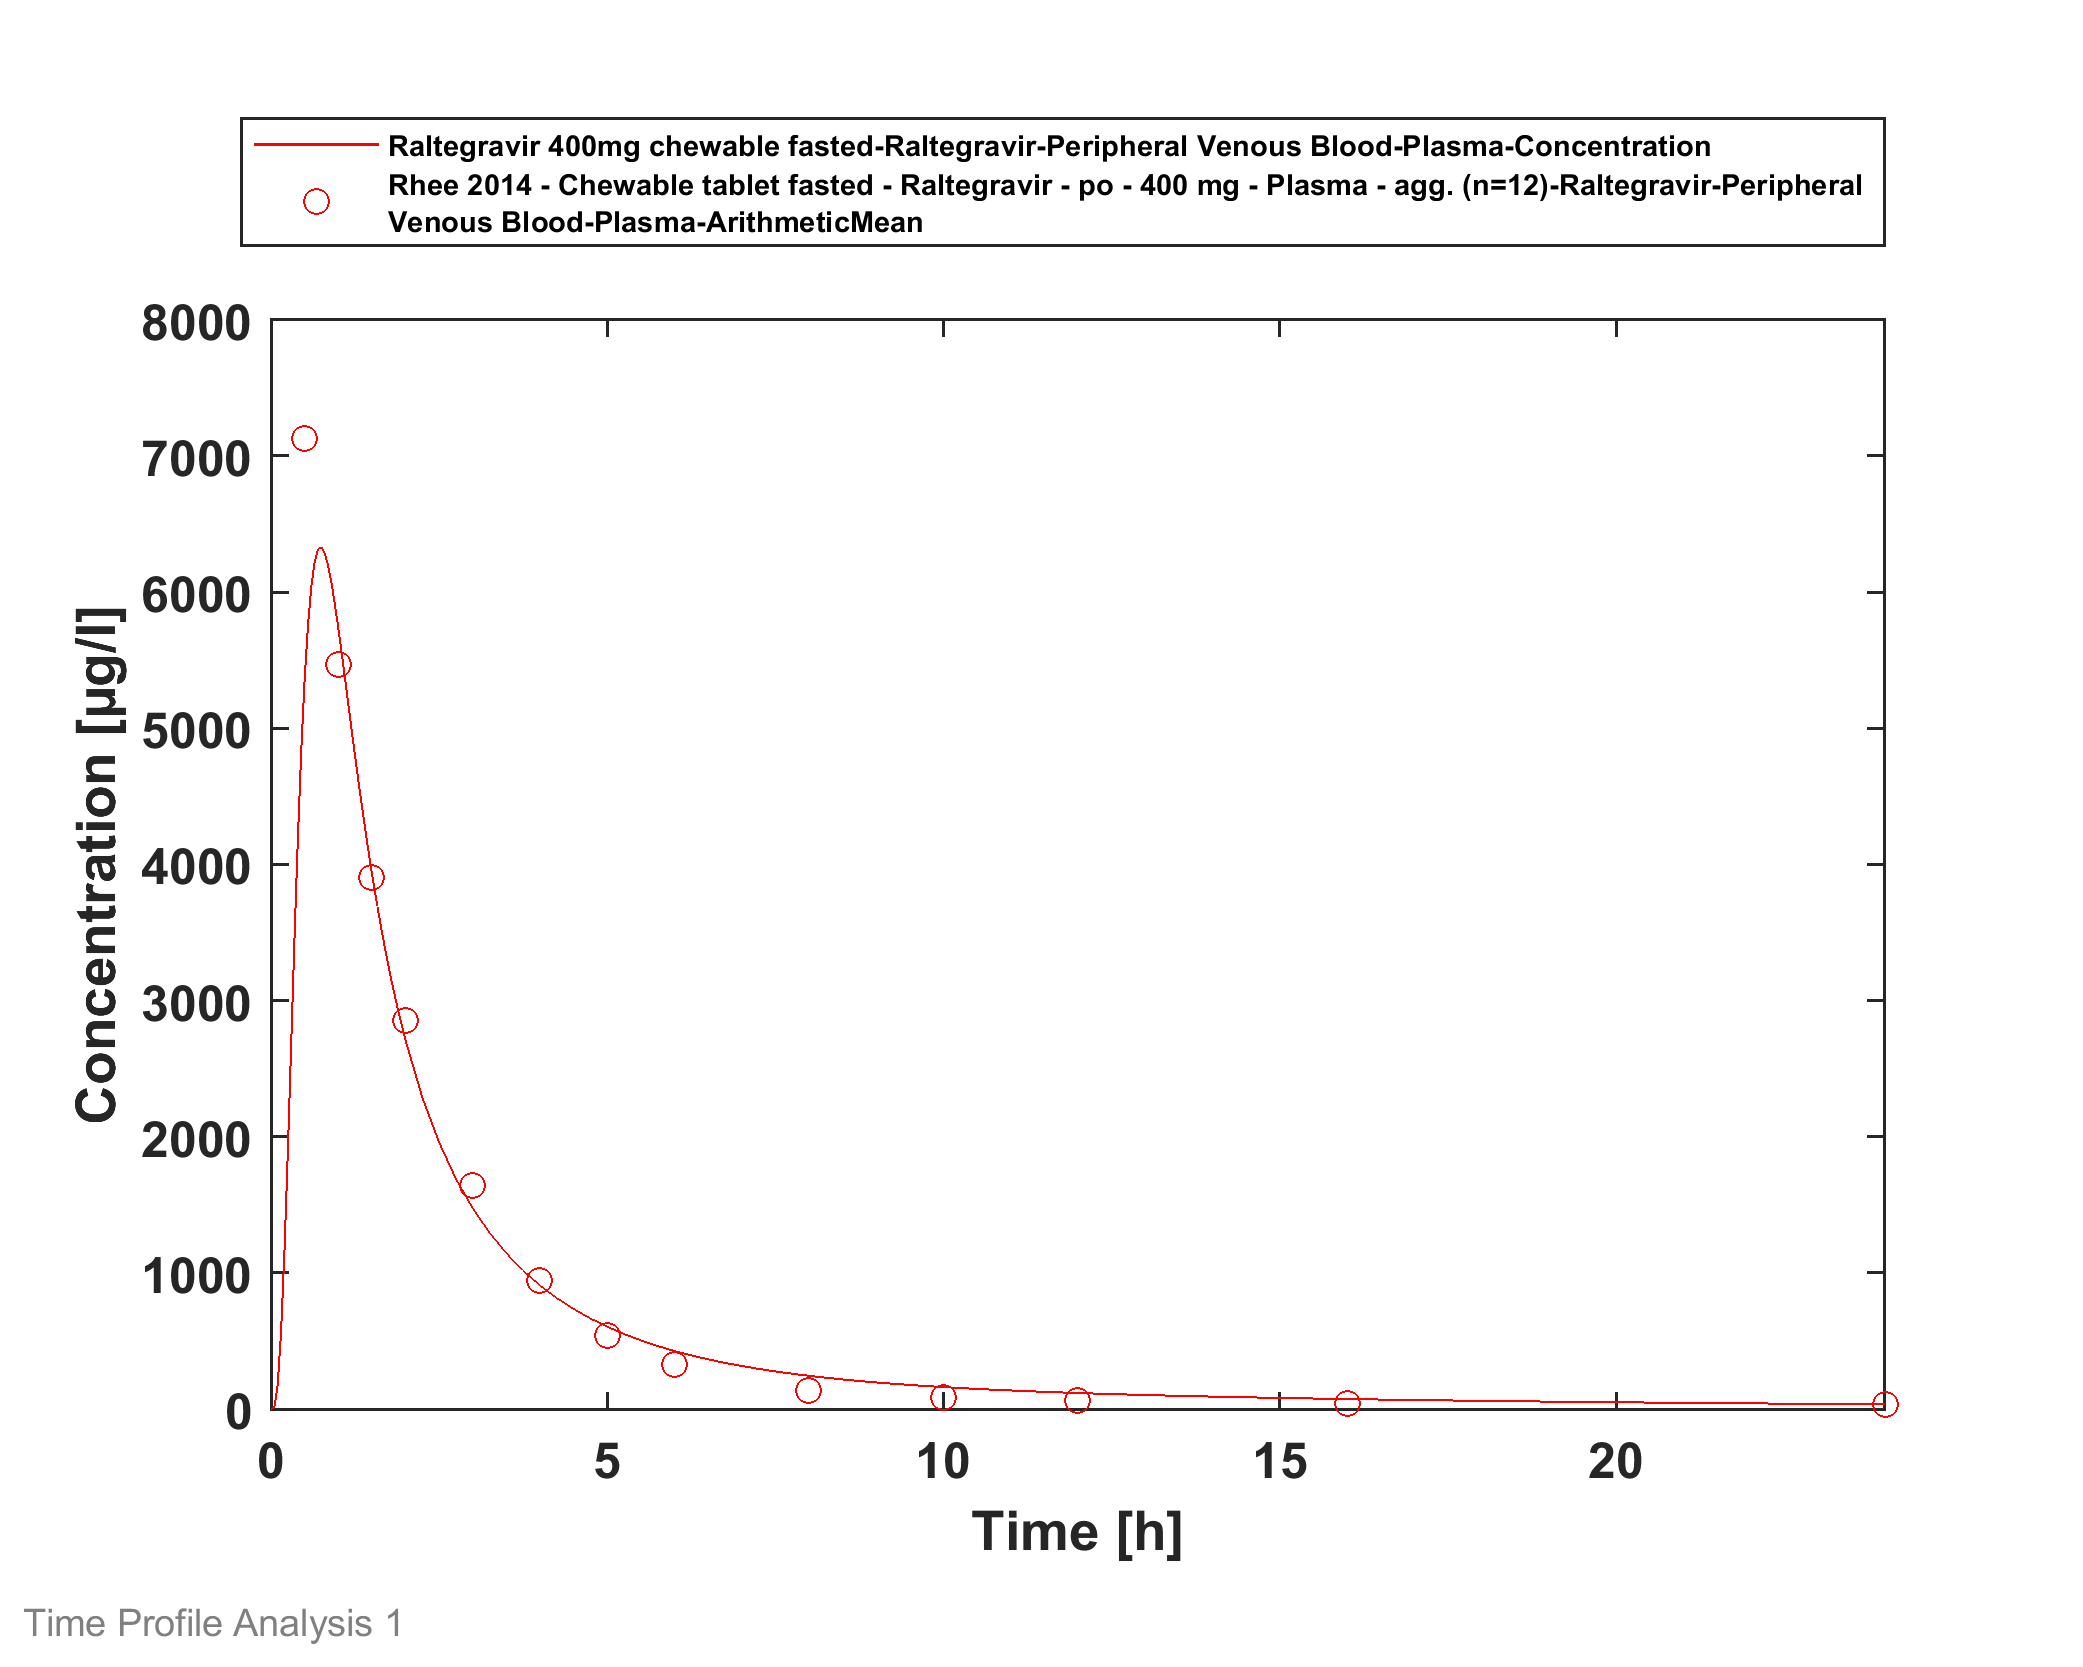 Raltegravir 400mg chewable fasted-Raltegravir-Peripheral Venous Blood-Plasma-Concentration
Rhee 2014 - Chewable tablet fasted - Raltegravir - po - 400 mg - Plasma - agg. (n=12)-Raltegravir-Peripheral
Venous Blood-Plasma-ArithmeticMean
8000
7000
6000
5000
4000
3000
2000
1000
0
Concentration [µg/l]
0 5 10 15 20
Time [h]
Time Profile Analysis 1